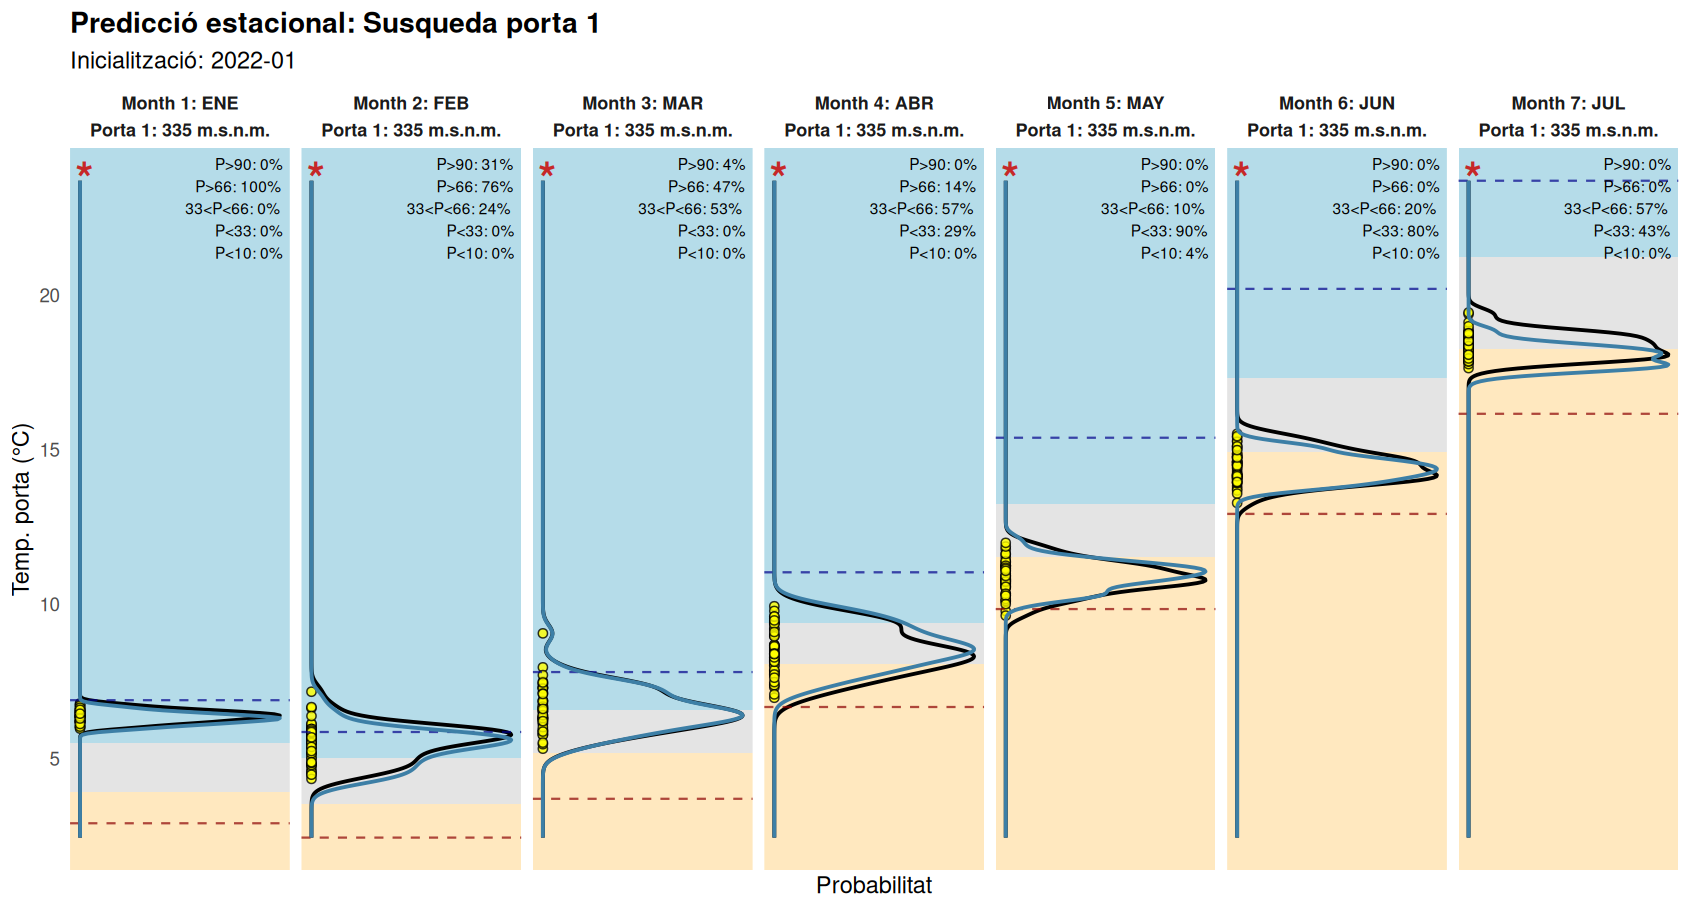 Predicció estacional: Susqueda porta 1
Inicialització: 2022-01
Month 1: ENE
Porta 1: 335 m.s.n.m.
Month 2: FEB
Porta 1: 335 m.s.n.m.
Month 3: MAR
Porta 1: 335 m.s.n.m.
Month 4: ABR
Porta 1: 335 m.s.n.m.
Month 5: MAY
Porta 1: 335 m.s.n.m.
Month 6: JUN
Porta 1: 335 m.s.n.m.
Month 7: JUL
Porta 1: 335 m.s.n.m.
*
P>90: 0%
P>66: 100%
33<P<66: 0%
P<33: 0%
P<10: 0%
*
P>90: 31%
P>66: 76%
33<P<66: 24%
P<33: 0%
P<10: 0%
*
P>90: 4%
P>66: 47%
33<P<66: 53%
P<33: 0%
P<10: 0%
*
P>90: 0%
P>66: 14%
33<P<66: 57%
P<33: 29%
P<10: 0%
*
P>90: 0%
P>66: 0%
33<P<66: 10%
P<33: 90%
P<10: 4%
*
P>90: 0%
P>66: 0%
33<P<66: 20%
P<33: 80%
P<10: 0%
*
P>90: 0%
P>66: 0%
33<P<66: 57%
P<33: 43%
P<10: 0%
20
15
10
5
Temp. porta (°C)
Probabilitat